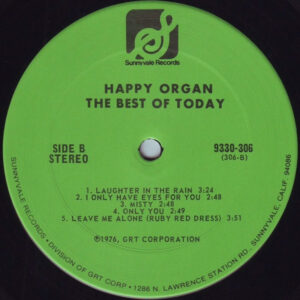 Sunnyvale Records
HAPPY ORGAN
THE BEST OF TODAY
SIDE B
STEREO
9330-306
(306-B)
1. LAUGHTER IN THE RAIN 3:24
2. I ONLY HAVE EYES FOR YOU 2:48
3. MISTY 2:48
4. ONLY YOU 2:49
5. LEAVE ME ALONE (RUBY RED DRESS) 3:51
℗1976, GRT CORPORATION
SUNNYVALE RECORDS • DIVISION OF GRT CORP • 1286 N. LAWRENCE STATION RD. SUNNYVALE, CALIF. 94086